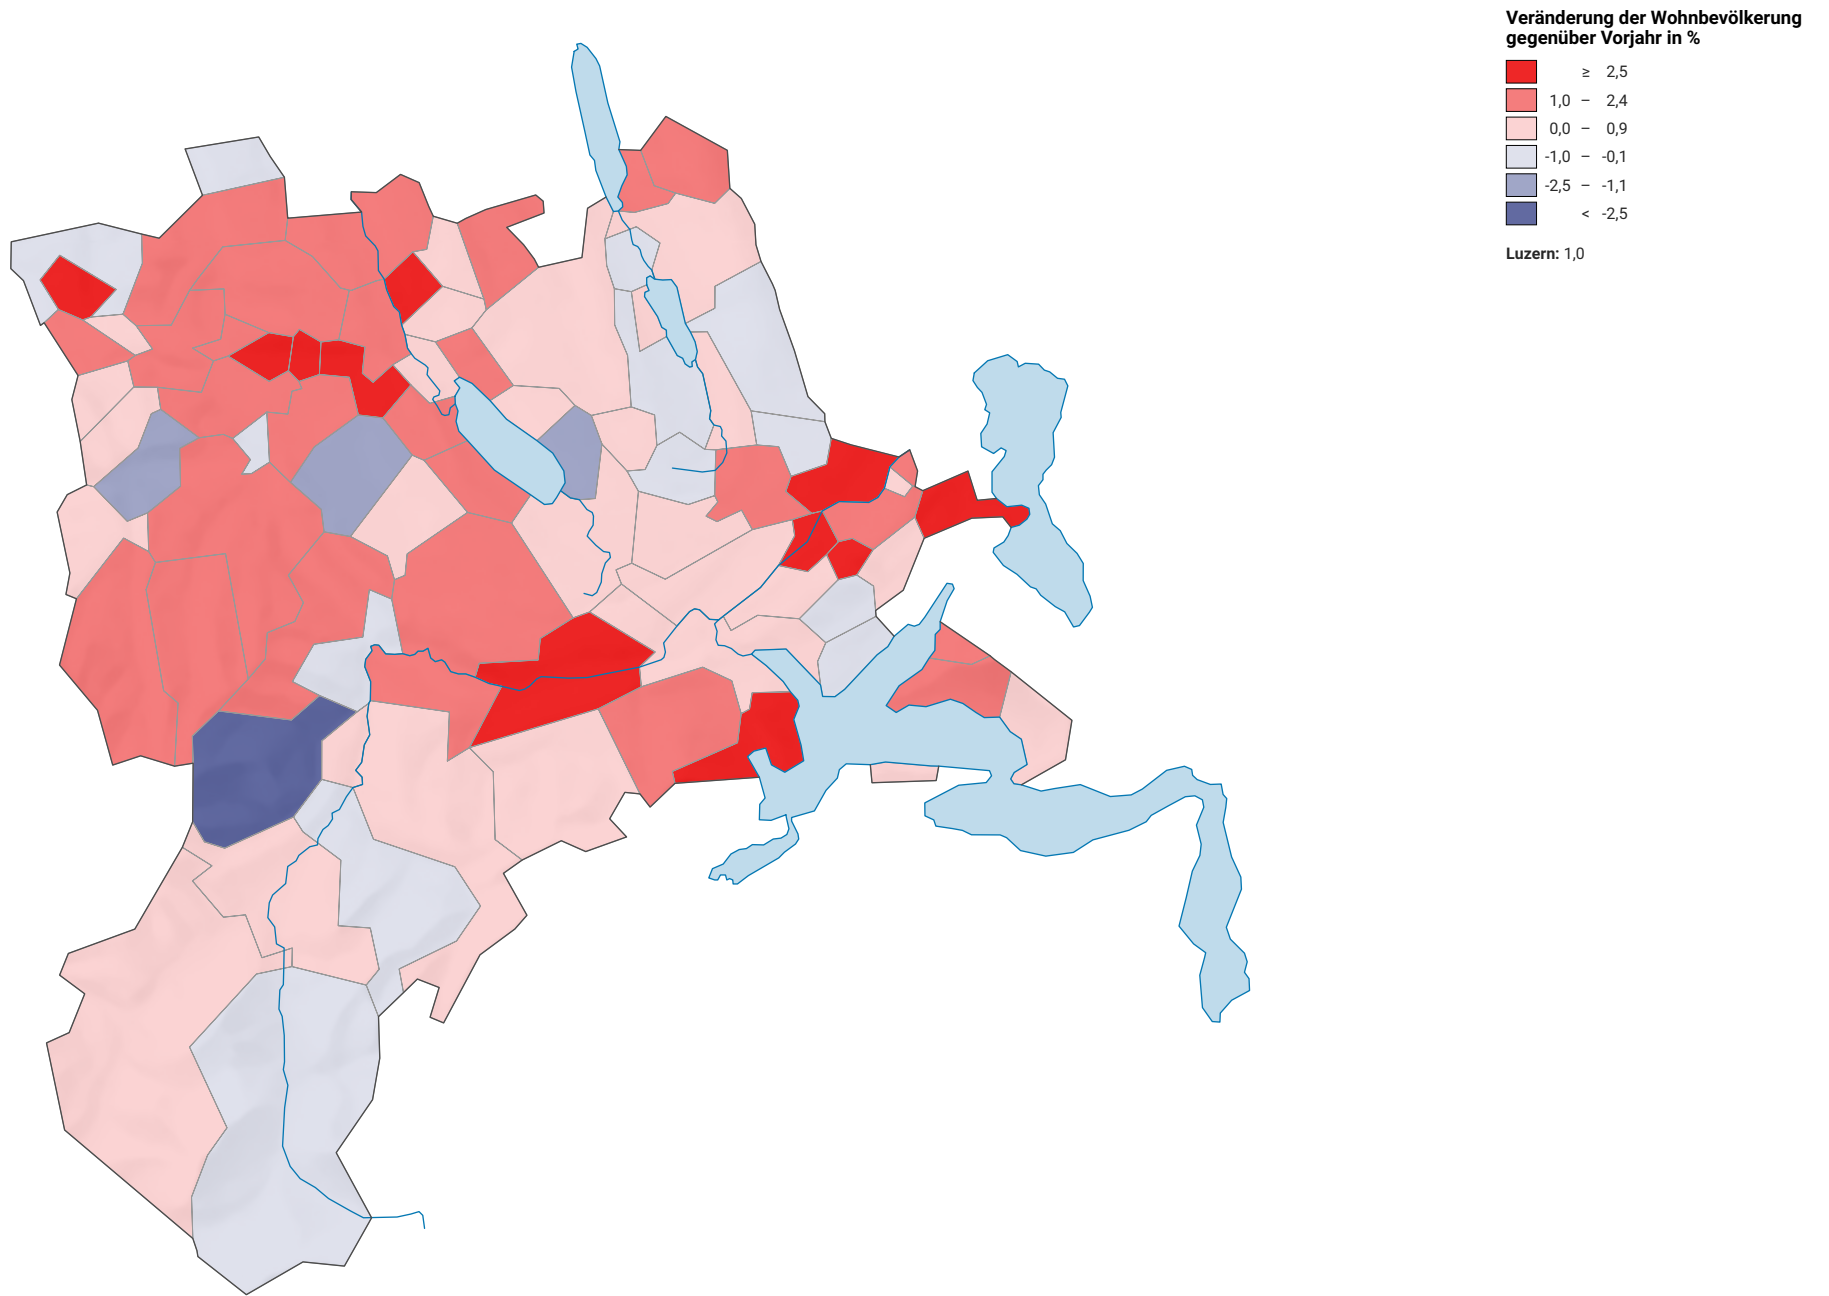 Veränderung der Wohnbevölkerung
gegenüber Vorjahr in %
≥ 2,5
1,0 – 2,4
0,0 – 0,9
-1,0 – -0,1
-2,5 – -1,1
< -2,5
Luzern: 1,0